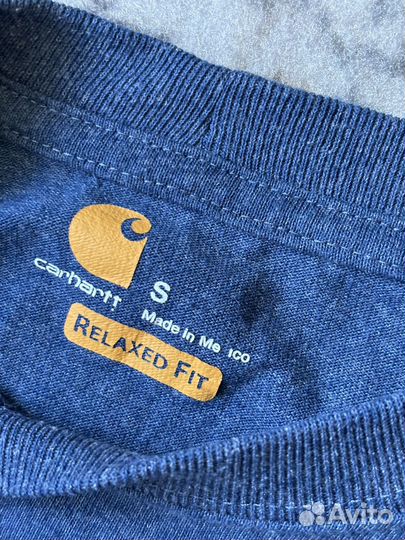 carhartt
S
Made in Me ico
RELAXED FIT
Avito